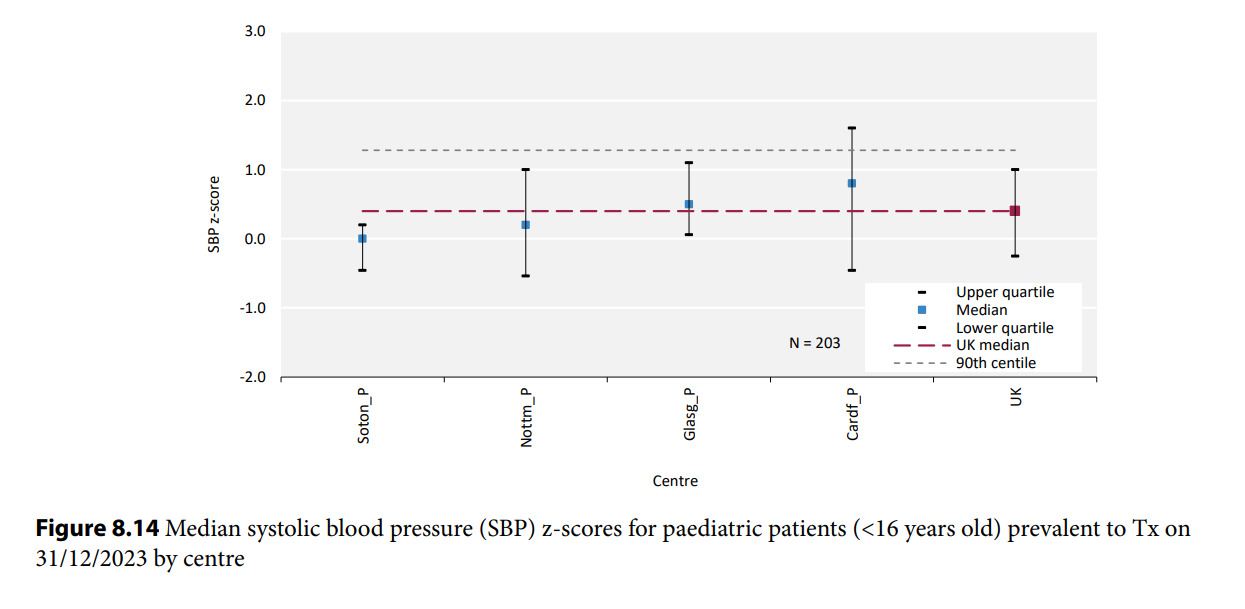 3.0
2.0
1.0
0.0
-1.0
-2.0
SBP z-score
Upper quartile
Median
Lower quartile
UK median
90th centile
N = 203
Soton_P
Nottm_P
Glasg_P
Cardf_P
UK
Centre
Figure 8.14 Median systolic blood pressure (SBP) z-scores for paediatric patients (<16 years old) prevalent to Tx on
31/12/2023 by centre